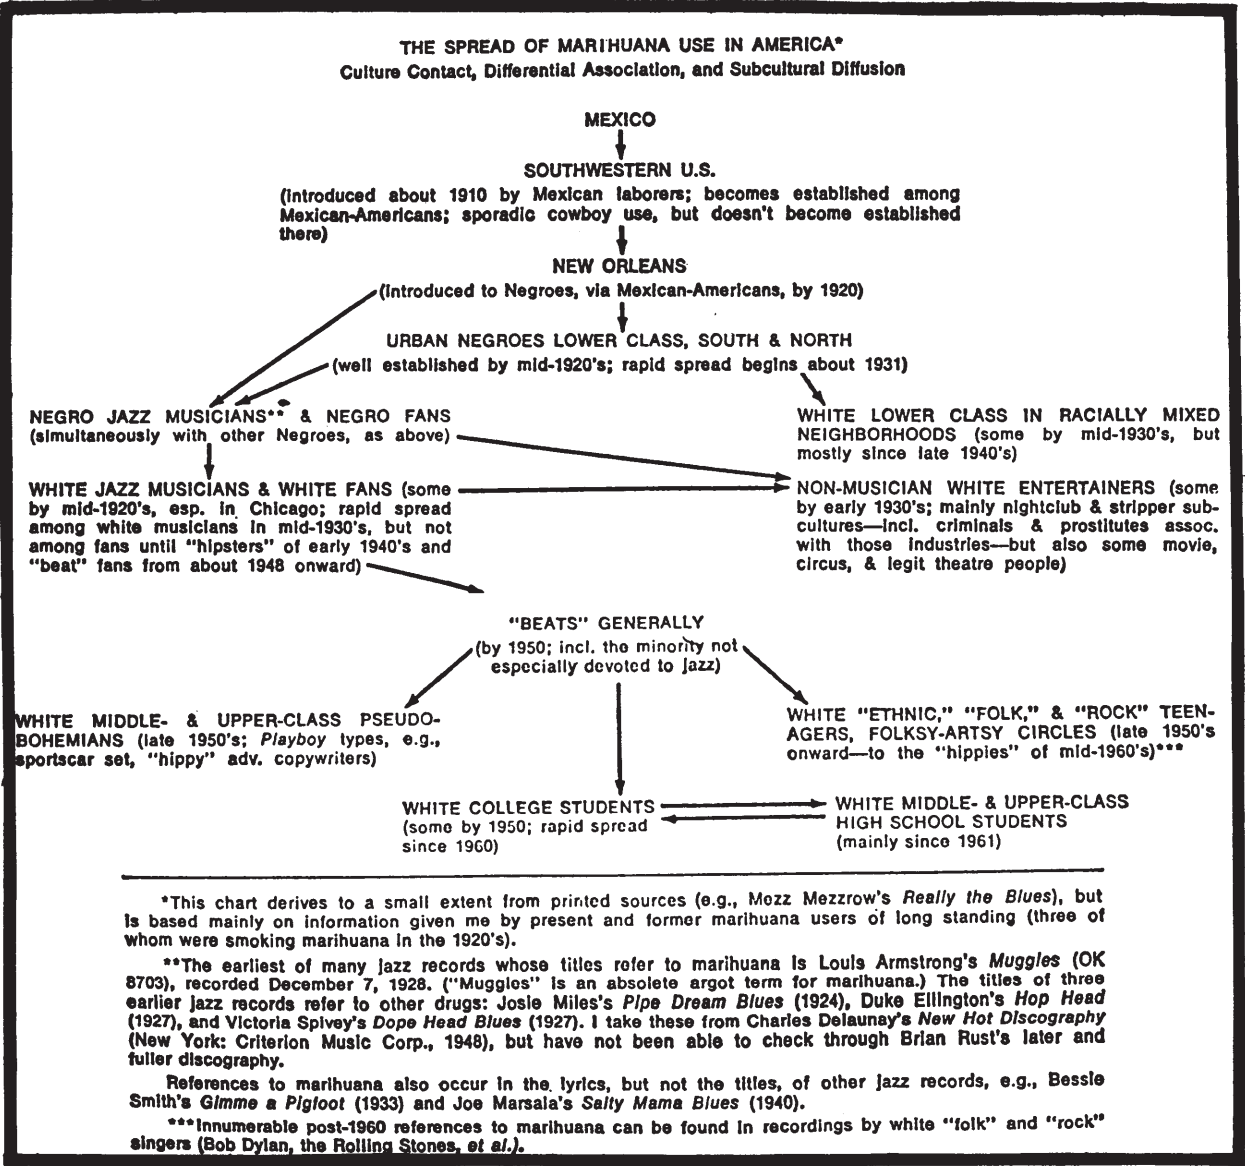 THE SPREAD OF MARIHUANA USE IN AMERICA*
Culture Contact, Differential Association, and Subcultural Diffusion
MEXICO
SOUTHWESTERN U.S.
(introduced about 1910 by Mexican laborers; becomes established among
Mexican-Americans; sporadic cowboy use, but doesn't become established
there)
NEW ORLEANS
(introduced to Negroes, via Mexican-Americans, by 1920)
URBAN NEGROES LOWER CLASS, SOUTH & NORTH
(well established by mid-1920's; rapid spread begins about 1931)
NEGRO JAZZ MUSICIANS** & NEGRO FANS
(simultaneously with other Negroes, as above)
WHITE LOWER CLASS IN RACIALLY MIXED
NEIGHBORHOODS (some by mid-1930's, but
mostly since late 1940's)
WHITE JAZZ MUSICIANS & WHITE FANS (some
by mid-1920's, esp. in Chicago; rapid spread
among white musicians in mid-1930's, but not
among fans until "hipsters" of early 1940's and
"beat" fans from about 1948 onward)
NON-MUSICIAN WHITE ENTERTAINERS (some
by early 1930's; mainly nightclub & stripper sub-
cultures—incl. criminals & prostitutes assoc.
with those industries—but also some movie,
circus, & legit theatre people)
"BEATS" GENERALLY
(by 1950; incl. the minority not
especially devoted to jazz)
WHITE MIDDLE- & UPPER-CLASS PSEUDO-
BOHEMIANS (late 1950's; Playboy types, e.g.,
sportscar set, "hippy" adv. copywriters)
WHITE "ETHNIC," "FOLK," & "ROCK" TEEN-
AGERS, FOLKSY-ARTSY CIRCLES (late 1950's
onward—to the "hippies" of mid-1960's)***
WHITE COLLEGE STUDENTS
(some by 1950; rapid spread
since 1960)
WHITE MIDDLE- & UPPER-CLASS
HIGH SCHOOL STUDENTS
(mainly since 1961)
*This chart derives to a small extent from printed sources (e.g., Mezz Mezzrow's Really the Blues), but
is based mainly on information given me by present and former marihuana users of long standing (three of
whom were smoking marihuana in the 1920's).
**The earliest of many jazz records whose titles refer to marihuana is Louis Armstrong's Muggles (OK
8703), recorded December 7, 1928. ("Muggles" is an absolete argot term for marihuana.) The titles of three
earlier jazz records refer to other drugs: Josie Miles's Pipe Dream Blues (1924), Duke Ellington's Hop Head
(1927), and Victoria Spivey's Dope Head Blues (1927). I take these from Charles Delaunay's New Hot Discography
(New York: Criterion Music Corp., 1948), but have not been able to check through Brian Rust's later and
fuller discography.
References to marihuana also occur in the lyrics, but not the titles, of other jazz records, e.g., Bessie
Smith's Gimme a Pigfoot (1933) and Joe Marsala's Salty Mama Blues (1940).
***Innumerable post-1960 references to marihuana can be found in recordings by white "folk" and "rock"
singers (Bob Dylan, the Rolling Stones, et al.).